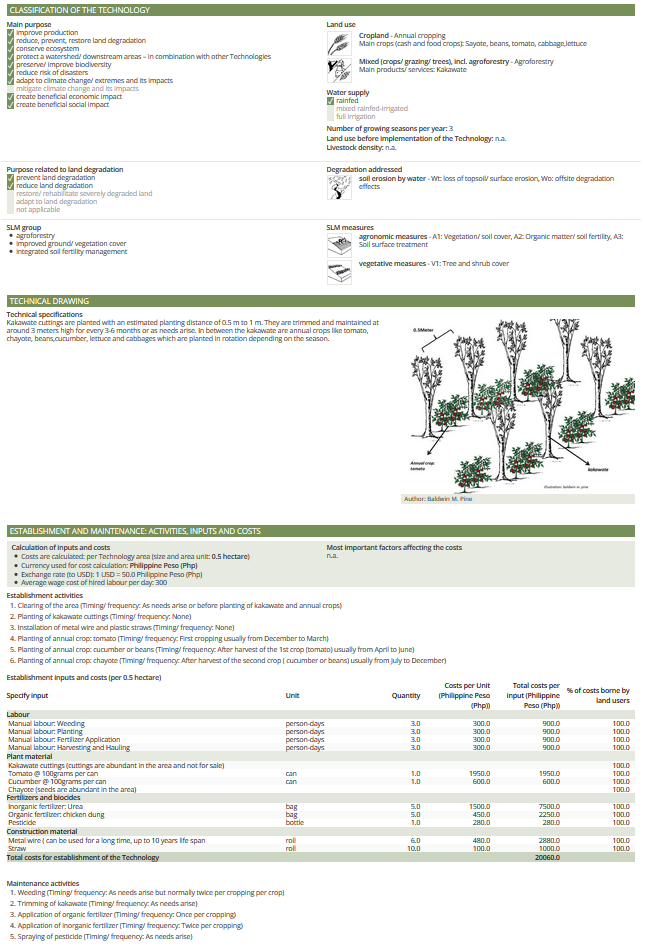 CLASSIFICATION OF THE TECHNOLOGY
Main purpose
improve production
reduce, prevent, restore land degradation
conserve ecosystem
protect a watershed/ downstream areas – in combination with other Technologies
preserve/ improve biodiversity
reduce risk of disasters
adapt to climate change/ extremes and its impacts
mitigate climate change and its impacts
create beneficial economic impact
create beneficial social impact
Land use
Cropland - Annual cropping
Main crops (cash and food crops): Sayote, beans, tomato, cabbage,lettuce
Mixed (crops/ grazing/ trees), incl. agroforestry - Agroforestry
Main products/ services: Kakawate
Water supply
rainfed
mixed rainfed-irrigated
full irrigation
Number of growing seasons per year: 3
Land use before implementation of the Technology: n.a.
Livestock density: n.a.
Purpose related to land degradation
prevent land degradation
reduce land degradation
restore/ rehabilitate severely degraded land
adapt to land degradation
not applicable
Degradation addressed
soil erosion by water - Wt: loss of topsoil/ surface erosion, Wo: offsite degradation
effects
SLM group
agroforestry
improved ground/ vegetation cover
integrated soil fertility management
SLM measures
agronomic measures - A1: Vegetation/ soil cover, A2: Organic matter/ soil fertility, A3:
Soil surface treatment
vegetative measures - V1: Tree and shrub cover
TECHNICAL DRAWING
Technical specifications
Kakawate cuttings are planted with an estimated planting distance of 0.5 m to 1 m. They are trimmed and maintained at
around 3 meters high for every 3-6 months or as needs arise. In between the kakawate are annual crops like tomato,
chayote, beans,cucumber, lettuce and cabbages which are planted in rotation depending on the season.
0.5Meter
Annual crop:
tomato
kakawate
Illustration: baldwin m. pine
Author: Baldwin M. Pine
ESTABLISHMENT AND MAINTENANCE: ACTIVITIES, INPUTS AND COSTS
Calculation of inputs and costs
Costs are calculated: per Technology area (size and area unit: 0.5 hectare)
Currency used for cost calculation: Philippine Peso (Php)
Exchange rate (to USD): 1 USD = 50.0 Philippine Peso (Php)
Average wage cost of hired labour per day: 300
Most important factors affecting the costs
n.a.
Establishment activities
1. Clearing of the area (Timing/ frequency: As needs arise or before planting of kakawate and annual crops)
2. Planting of kakawate cuttings (Timing/ frequency: None)
3. Installation of metal wire and plastic straws (Timing/ frequency: None)
4. Planting of annual crop: tomato (Timing/ frequency: First cropping usually from December to March)
5. Planting of annual crop: cucumber or beans (Timing/ frequency: After harvest of the 1st crop (tomato) usually from April to June)
6. Planting of annual crop: chayote (Timing/ frequency: After harvest of the second crop ( cucumber or beans) usually from July to December)
Establishment inputs and costs (per 0.5 hectare)
Specify input Unit Quantity Costs per Unit (Philippine Peso (Php)) Total costs per input (Philippine Peso (Php)) % of costs borne by land users
Labour
Manual labour: Weeding person-days 3.0 300.0 900.0 100.0
Manual labour: Planting person-days 3.0 300.0 900.0 100.0
Manual labour: Fertilizer Application person-days 3.0 300.0 900.0 100.0
Manual labour: Harvesting and Hauling person-days 3.0 300.0 900.0 100.0
Plant material
Kakawate cuttings (cuttings are abundant in the area and not for sale) 100.0
Tomato @ 100grams per can can 1.0 1950.0 1950.0 100.0
Cucumber @ 100grams per can can 1.0 600.0 600.0 100.0
Chayote (seeds are abundant in the area) 100.0
Fertilizers and biocides
Inorganic fertilizer: Urea bag 5.0 1500.0 7500.0 100.0
Organic fertilizer: chicken dung bag 5.0 450.0 2250.0 100.0
Pesticide bottle 1.0 280.0 280.0 100.0
Construction material
Metal wire ( can be used for a long time, up to 10 years life span roll 6.0 480.0 2880.0 100.0
Straw roll 10.0 100.0 1000.0 100.0
Total costs for establishment of the Technology 20060.0
Maintenance activities
1. Weeding (Timing/ frequency: As needs arise but normally twice per cropping per crop)
2. Trimming of kakawate (Timing/ frequency: As needs arise)
3. Application of organic fertilizer (Timing/ frequency: Once per cropping)
4. Application of inorganic fertilizer (Timing/ frequency: Twice per cropping)
5. Spraying of pesticide (Timing/ frequency: As needs arise)